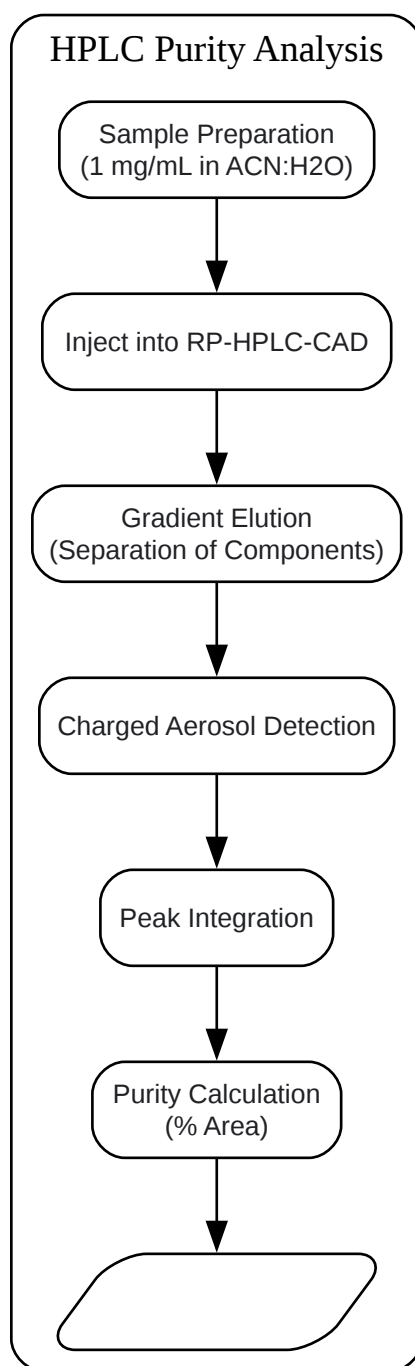 HPLC Purity Analysis
Sample Preparation
(1 mg/mL in ACN:H2O)
Inject into RP-HPLC-CAD
Gradient Elution
(Separation of Components)
Charged Aerosol Detection
Peak Integration
Purity Calculation
(% Area)